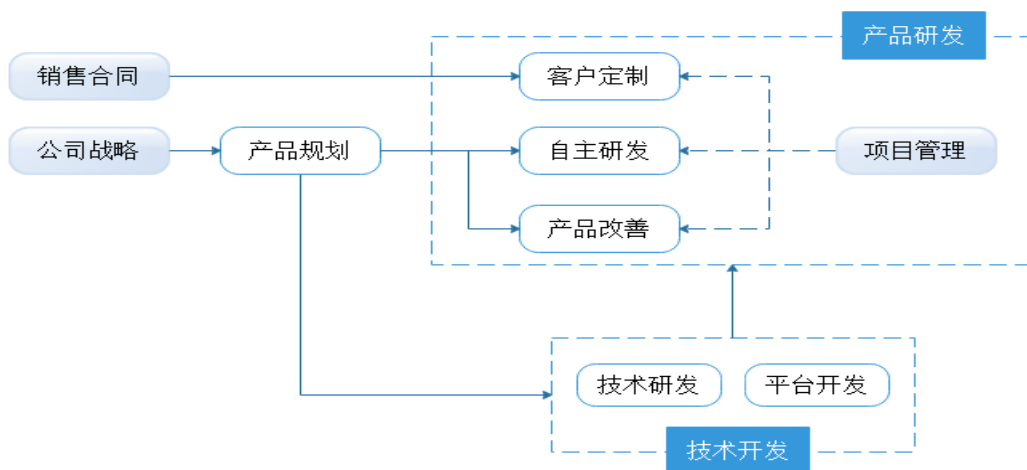 产品研发
销售合同
客户定制
公司战略
产品规划
自主研发
项目管理
产品改善
技术研发
平台开发
技术开发